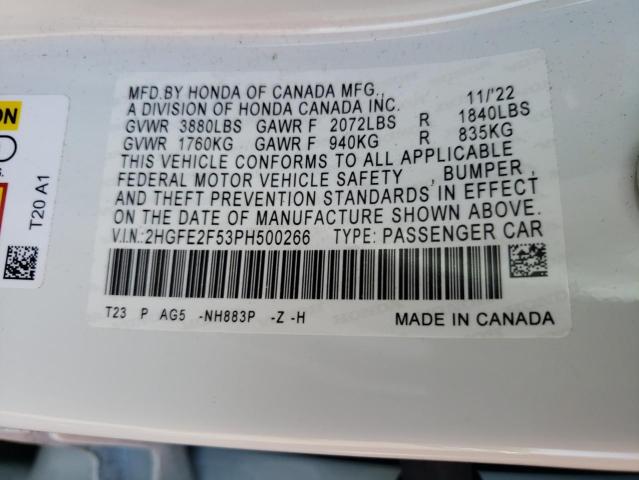 ON
S.
T20 A1
MFD.BY HONDA OF CANADA MFG., 11/'22
A DIVISION OF HONDA CANADA INC.
GVWR 3880LBS GAWR F 2072LBS R 1840LBS
GVWR 1760KG GAWR F 940KG R 835KG
THIS VEHICLE CONFORMS TO ALL APPLICABLE
FEDERAL MOTOR VEHICLE SAFETY , BUMPER ,
AND THEFT PREVENTION STANDARDS IN EFFECT
ON THE DATE OF MANUFACTURE SHOWN ABOVE.
V.I.N.:2HGFE2F53PH500266 TYPE: PASSENGER CAR
T23 P AG5 -NH883P -Z -H MADE IN CANADA